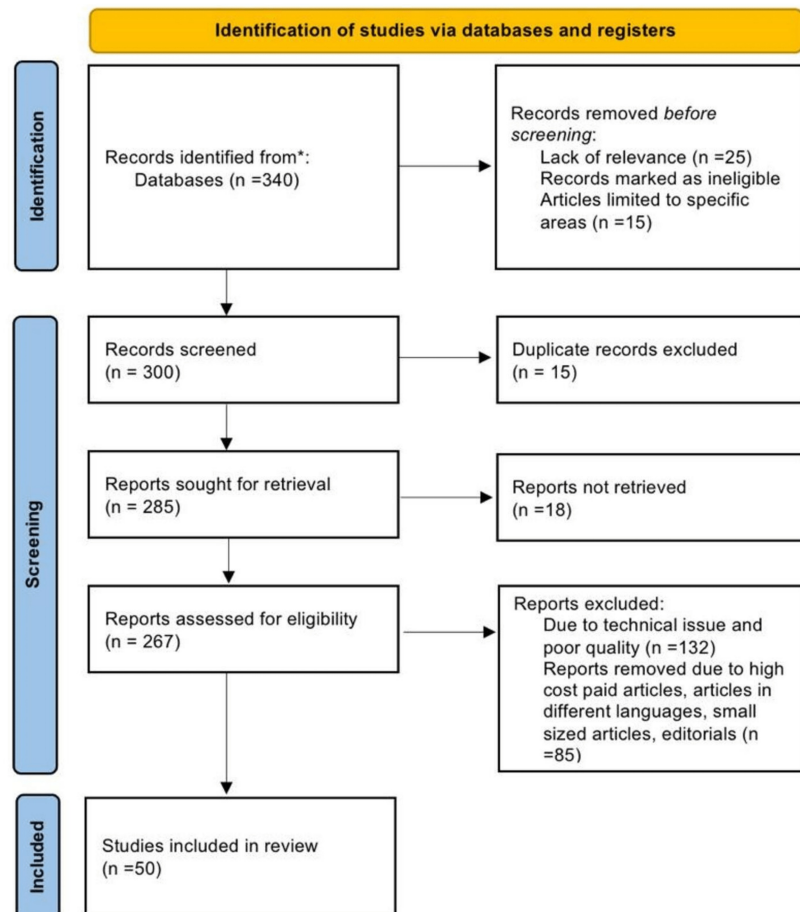 Identification of studies via databases and registers
Identification
Records identified from*:
Databases (n =340)
Records removed before
screening:
Lack of relevance (n =25)
Records marked as ineligible
Articles limited to specific
areas (n =15)
Screening
Records screened
(n = 300)
Duplicate records excluded
(n = 15)
Reports sought for retrieval
(n = 285)
Reports not retrieved
(n =18)
Reports assessed for eligibility
(n = 267)
Reports excluded:
Due to technical issue and
poor quality (n =132)
Reports removed due to high
cost paid articles, articles in
different languages, small
sized articles, editorials (n
=85)
Included
Studies included in review
(n =50)